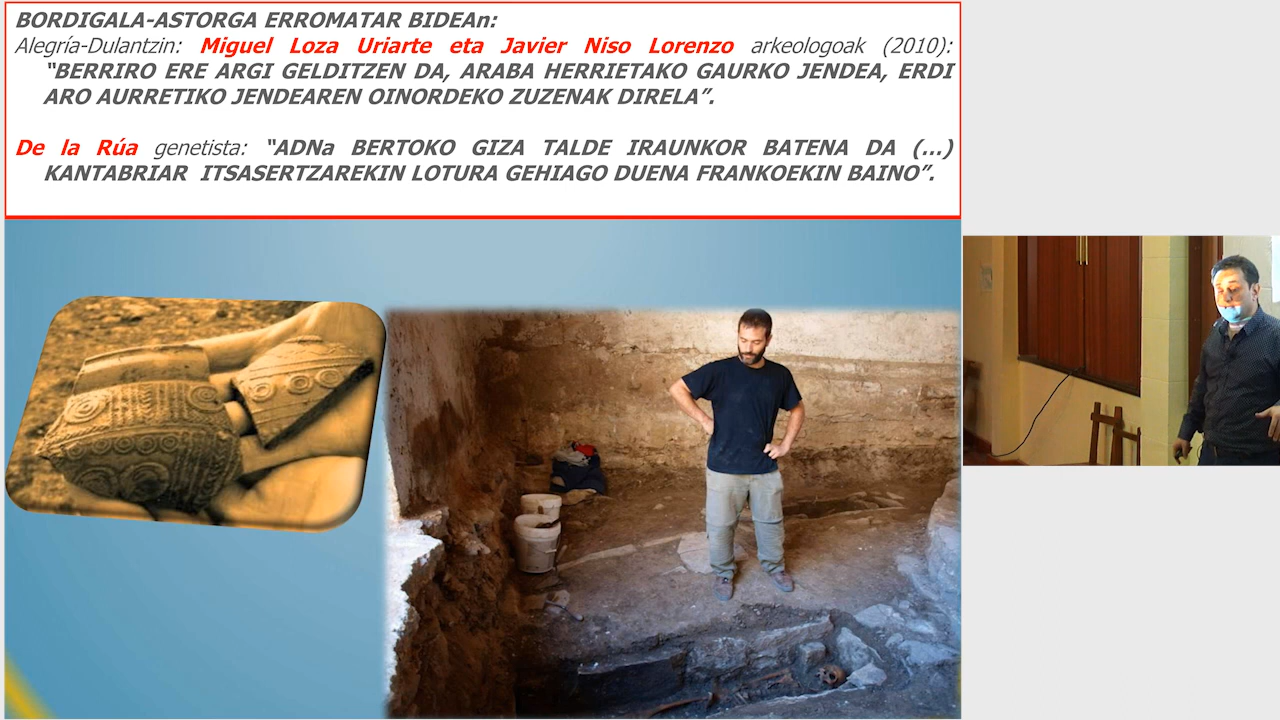 BORDIGALA-ASTORGA ERROMATAR BIDEAn:
Alegría-Dulantzin: Miguel Loza Uriarte eta Javier Niso Lorenzo arkeologoak (2010):
“BERRIRO ERE ARGI GELDITZEN DA, ARABA HERRIETAKO GAURKO JENDEA, ERDI
ARO AURRETIKO JENDEAREN OINORDEKO ZUZENAK DIRELA”.
De la Rúa genetista: “ADNa BERTOKO GIZA TALDE IRAUNKOR BATENA DA (...)
KANTABRIAR ITSASERTZAREKIN LOTURA GEHIAGO DUENA FRANKOEKIN BAINO”.